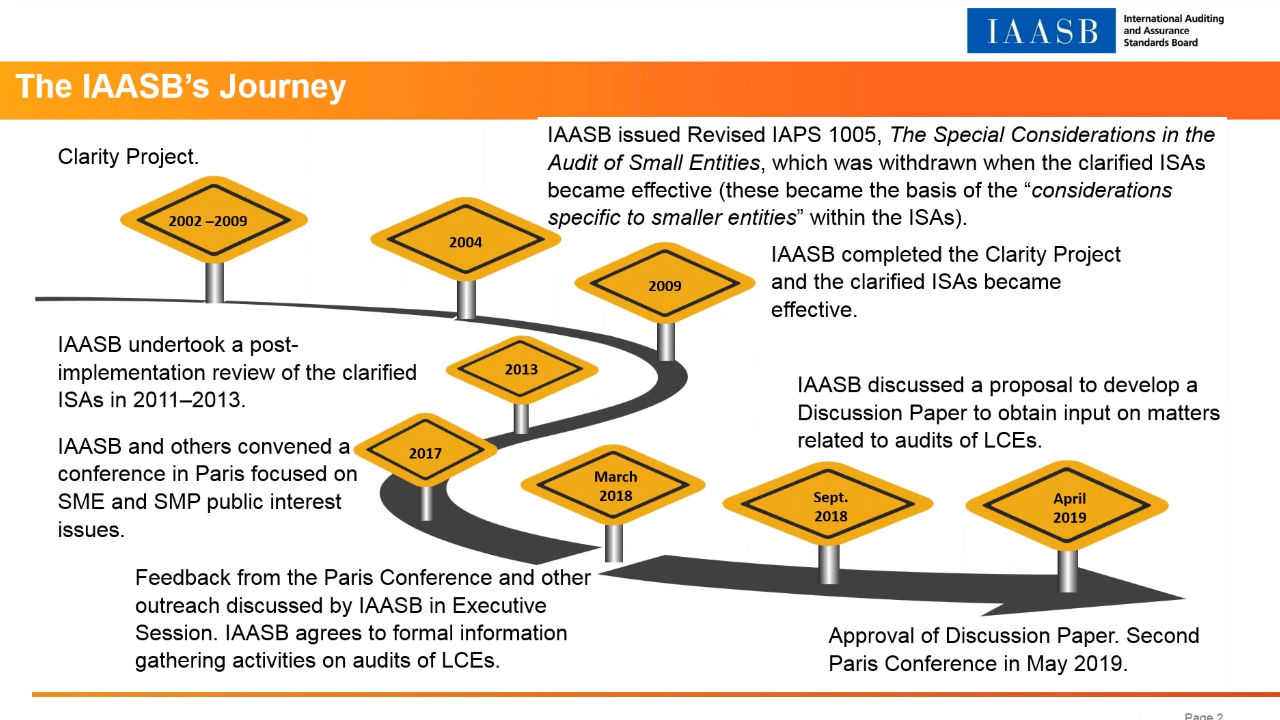 IAASB
International Auditing
and Assurance
Standards Board
The IAASB’s Journey
Clarity Project.
2002 –2009
IAASB issued Revised IAPS 1005, The Special Considerations in the
Audit of Small Entities, which was withdrawn when the clarified ISAs
became effective (these became the basis of the “considerations
specific to smaller entities” within the ISAs).
2004
2009
IAASB completed the Clarity Project
and the clarified ISAs became
effective.
IAASB undertook a post-
implementation review of the clarified
ISAs in 2011–2013.
2013
IAASB and others convened a
conference in Paris focused on
SME and SMP public interest
issues.
2017
March
2018
Feedback from the Paris Conference and other
outreach discussed by IAASB in Executive
Session. IAASB agrees to formal information
gathering activities on audits of LCEs.
IAASB discussed a proposal to develop a
Discussion Paper to obtain input on matters
related to audits of LCEs.
Sept.
2018
April
2019
Approval of Discussion Paper. Second
Paris Conference in May 2019.
Page 2